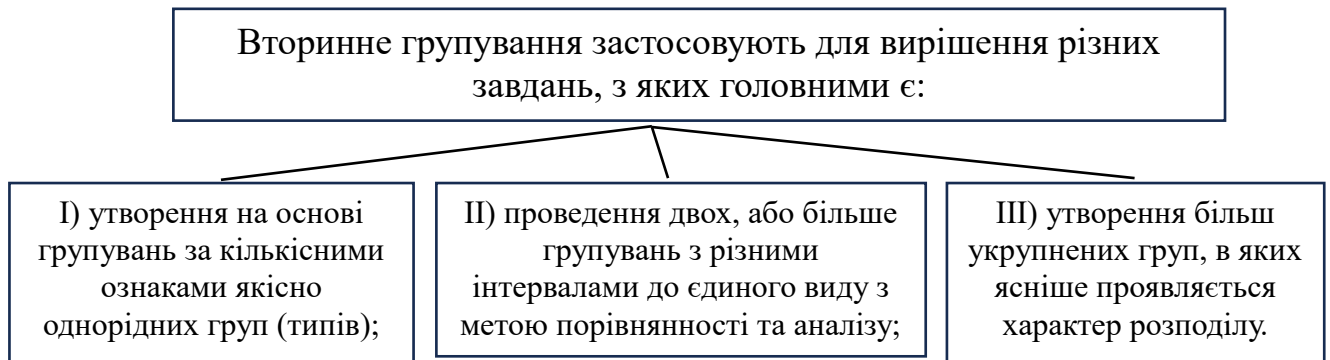 Вторинне групування застосовують для вирішення різних
завдань, з яких головними є:
І) утворення на основі
групувань за кількісними
ознаками якісно
однорідних груп (типів);
ІІ) проведення двох, або більше
групувань з різними
інтервалами до єдиного виду з
метою порівнянності та аналізу;
ІІІ) утворення більш
укрупнених груп, в яких
ясніше проявляється
характер розподілу.